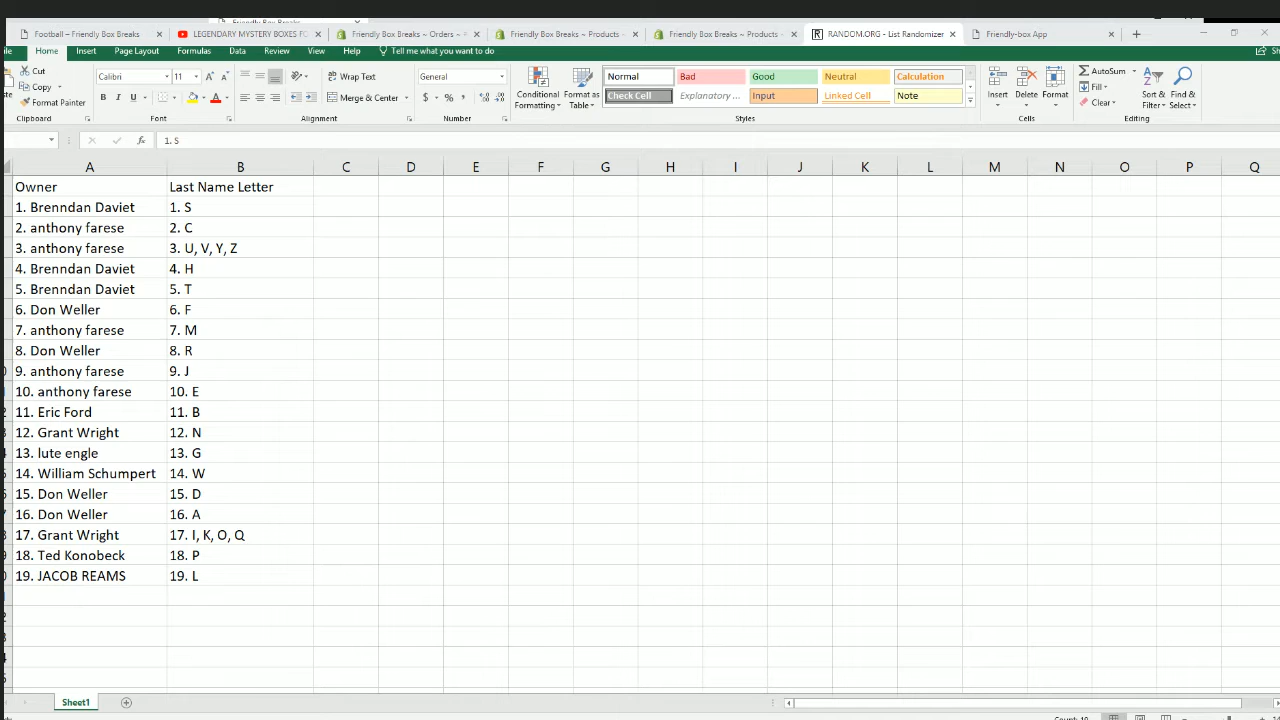 Football – Friendly Box Breaks
LEGENDARY MYSTERY BOXES FO
Friendly Box Breaks ~ Orders ~
Friendly Box Breaks ~ Products ~
Friendly Box Breaks ~ Products ~
RANDOM.ORG - List Randomizer
Friendly-box App
Home Insert Page Layout Formulas Data Review View Help Tell me what you want to do
Cut
Copy
Format Painter
Clipboard
Calibri 11
B I U
Font
Wrap Text
Merge & Center
Alignment
General
$ % ,
Number
Conditional Formatting
Format as Table
Normal Bad Good Neutral Calculation
Check Cell Explanatory ... Input Linked Cell Note
Styles
Insert Delete Format
Cells
AutoSum
Fill
Clear
Sort & Filter
Find & Select
Editing
fx 1. S
A B C D E F G H I J K L M N O P Q
Owner Last Name Letter
1. Brenndan Daviet 1. S
2. anthony farese 2. C
3. anthony farese 3. U, V, Y, Z
4. Brenndan Daviet 4. H
5. Brenndan Daviet 5. T
6. Don Weller 6. F
7. anthony farese 7. M
8. Don Weller 8. R
9. anthony farese 9. J
10. anthony farese 10. E
11. Eric Ford 11. B
12. Grant Wright 12. N
13. lute engle 13. G
14. William Schumpert 14. W
15. Don Weller 15. D
16. Don Weller 16. A
17. Grant Wright 17. I, K, O, Q
18. Ted Konobeck 18. P
19. JACOB REAMS 19. L
Sheet1